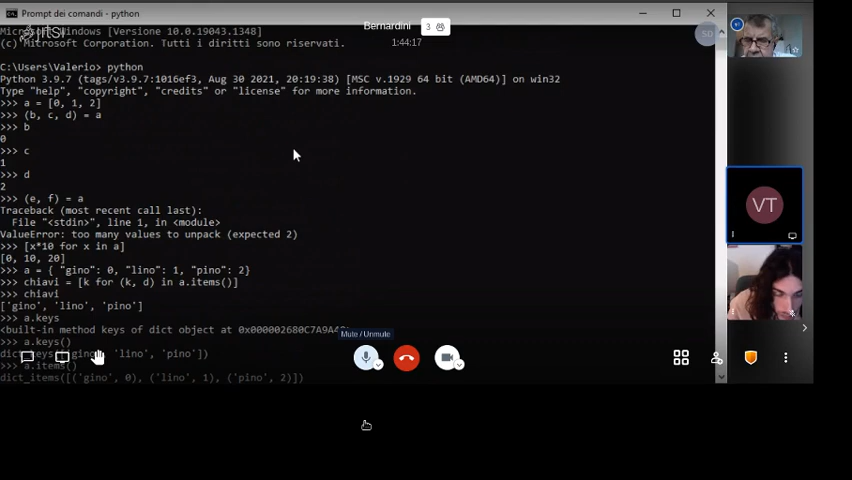 Prompt dei comandi - python
Microsoft Windows [Versione 10.0.19043.1348]
(c) Microsoft Corporation. Tutti i diritti sono riservati.
Bernardini
3
1:44:17
SD
C:\Users\Valerio> python
Python 3.9.7 (tags/v3.9.7:1016ef3, Aug 30 2021, 20:19:38) [MSC v.1929 64 bit (AMD64)] on win32
Type "help", "copyright", "credits" or "license" for more information.
>>> a = [0, 1, 2]
>>> (b, c, d) = a
>>> b
0
>>> c
1
>>> d
2
>>> (e, f) = a
Traceback (most recent call last):
File "<stdin>", line 1, in <module>
ValueError: too many values to unpack (expected 2)
>>> [x*10 for x in a]
[0, 10, 20]
>>> a = { "gino": 0, "lino": 1, "pino": 2}
>>> chiavi = [k for (k, d) in a.items()]
>>> chiavi
['gino', 'lino', 'pino']
>>> a.keys
<built-in method keys of dict object at
>>> a.keys()
'lino', 'pino'])
>>> a.items()
dict_items([('gino', 0), ('lino', 1), ('pino', 2)])
Mute / Unmute
VT